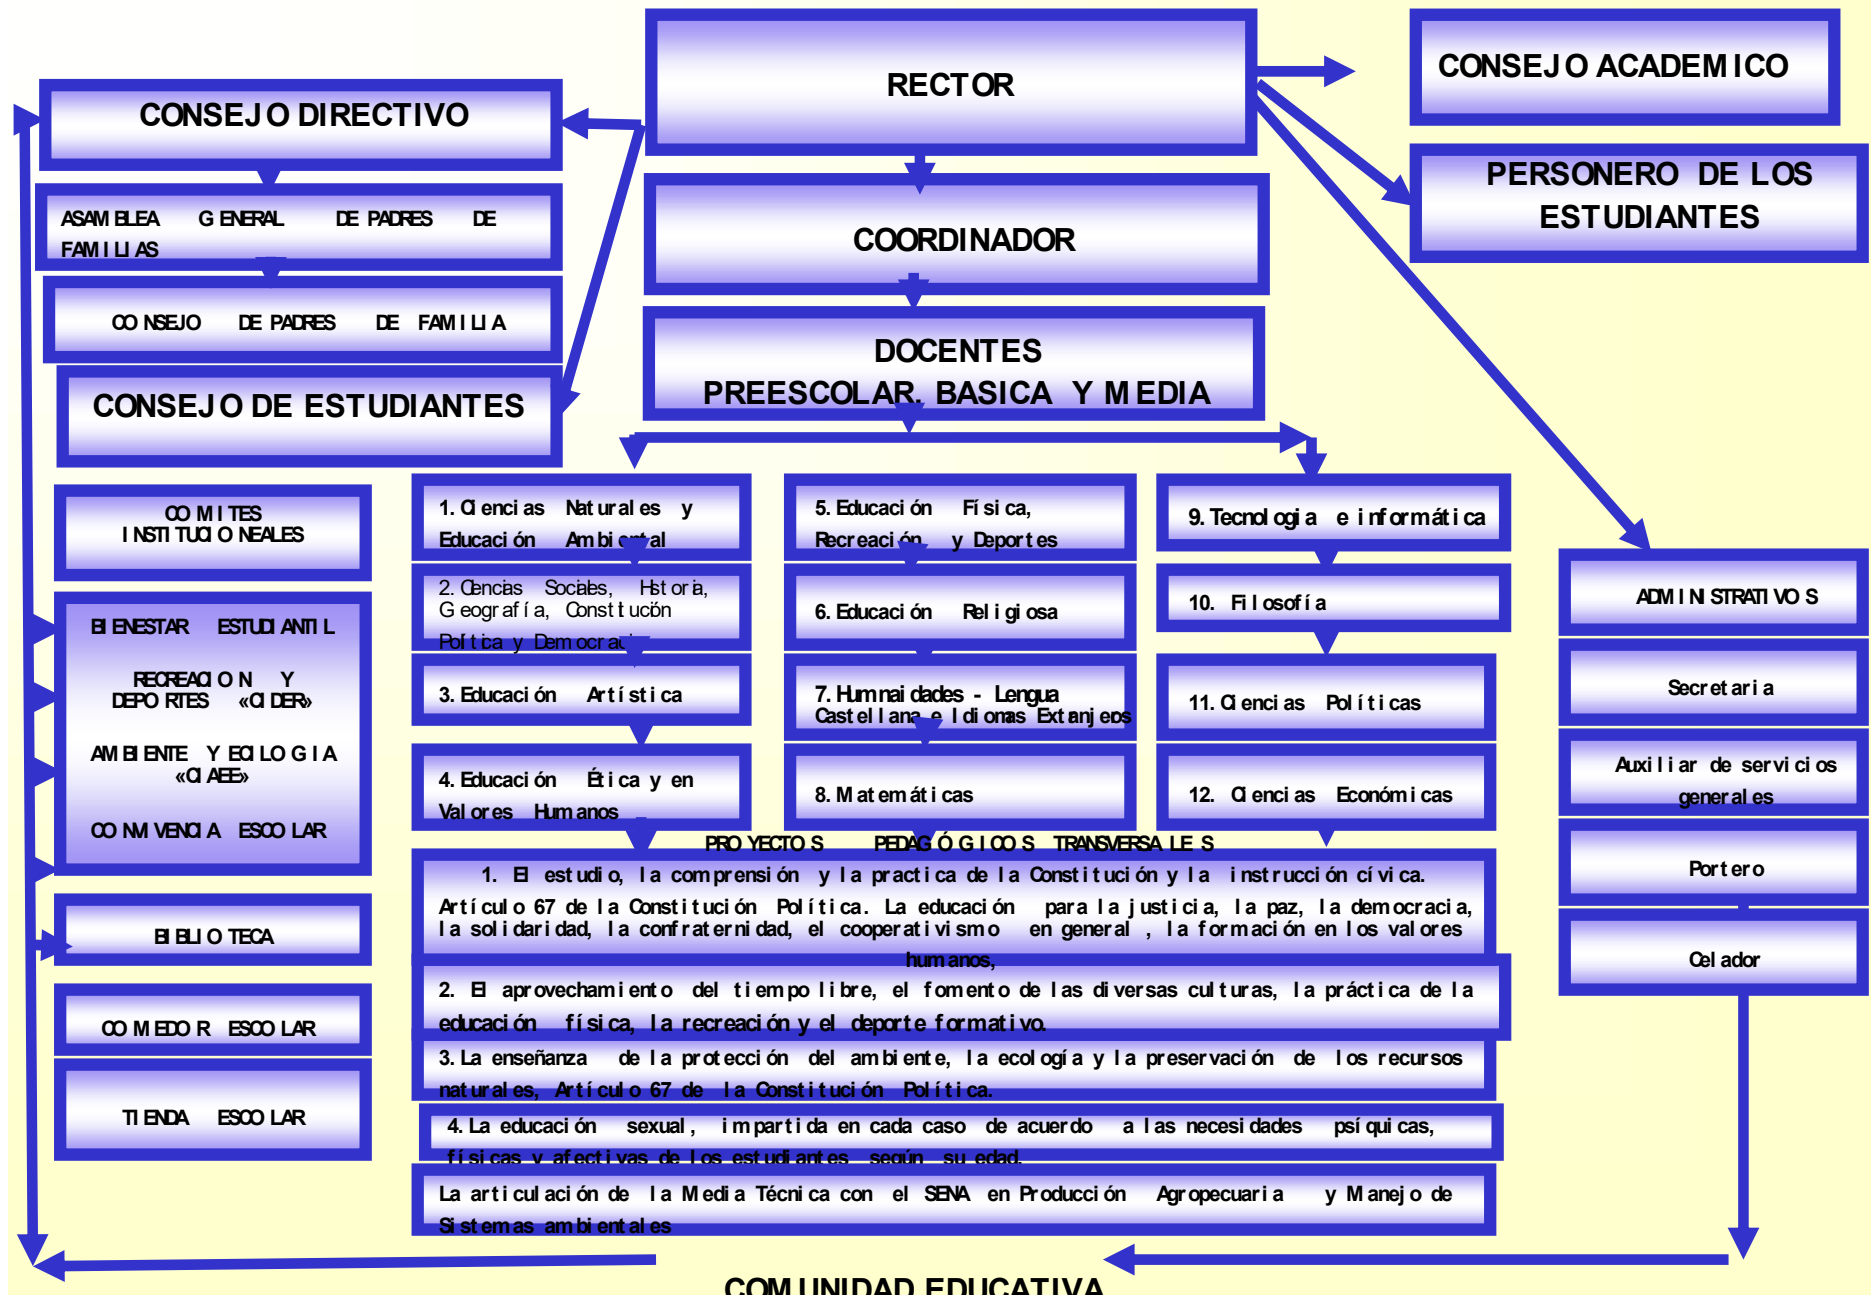 RECTOR
CONSEJO ACADEMICO
CONSEJO DIRECTIVO
PERSONERO DE LOS
ESTUDIANTES
ASAMBLEA GENERAL DE PADRES DE
FAMILIAS
COORDINADOR
CONSEJO DE PADRES DE FAMILIA
DOCENTES
PREESCOLAR. BASICA Y MEDIA
CONSEJO DE ESTUDIANTES
COMITES
INSTITUCIONEALES
BIENESTAR ESTUDIANTIL
RECREACION Y
DEPORTES «CIDER»
AMBIENTE Y ECILOGIA
«CIAEE»
CONVIVENCIA ESCOLAR
BIBLIOTECA
COMEDOR ESCOLAR
TIENDA ESCOLAR
1. Ciencias Naturales y
Educación Ambiental
2. Ciencias Sociales, Historia,
Geografía, Constitución
Política y Democracia
3. Educación Artística
4. Educación Ética y en
Valores Humanos
5. Educación Física,
Recreación y Deportes
6. Educación Religiosa
7. Humnaidades - Lengua
Castellana e Idiomas Extranjeros
8. Matemáticas
9. Tecnologia e informática
10. Filosofía
11. Ciencias Políticas
12. Ciencias Económicas
ADMINISTRATIVOS
Secretaria
Auxiliar de servicios
generales
Portero
Celador
PROYECTOS PEDAGÓGICOS TRANSVERSALES
1. El estudio, la comprensión y la practica de la Constitución y la instrucción cívica.
Artículo 67 de la Constitución Política. La educación para la justicia, la paz, la democracia,
la solidaridad, la confraternidad, el cooperativismo en general , la formación en los valores
humanos,
2. El aprovechamiento del tiempo libre, el fomento de las diversas culturas, la práctica de la
educación física, la recreación y el deporte formativo.
3. La enseñanza de la protección del ambiente, la ecología y la preservación de los recursos
naturales, Artículo 67 de la Constitución Política.
4. La educación sexual, impartida en cada caso de acuerdo a las necesidades psíquicas,
físicas y afectivas de los estudiantes según su edad.
La articulación de la Media Técnica con el SENA en Producción Agropecuaria y Manejo de
Sistemas ambientales
COMUNIDAD EDUCATIVA